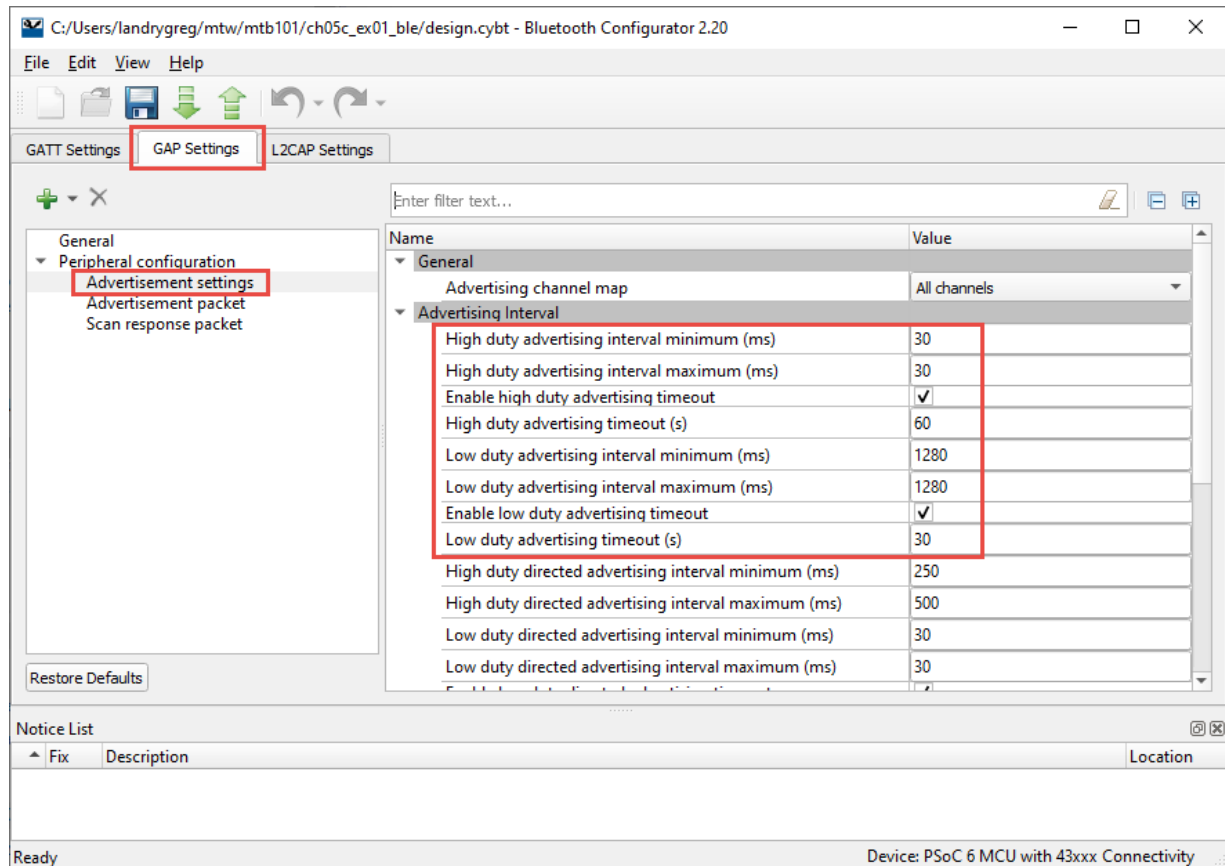 C:/Users/landrygreg/mtw/mtb101/ch05c_ex01_ble/design.cybt - Bluetooth Configurator 2.20
File Edit View Help
GATT Settings GAP Settings L2CAP Settings
Enter filter text...
General
Peripheral configuration
Advertisement settings
Advertisement packet
Scan response packet
Restore Defaults
Name Value
General
Advertising channel map All channels
Advertising Interval
High duty advertising interval minimum (ms) 30
High duty advertising interval maximum (ms) 30
Enable high duty advertising timeout
High duty advertising timeout (s) 60
Low duty advertising interval minimum (ms) 1280
Low duty advertising interval maximum (ms) 1280
Enable low duty advertising timeout
Low duty advertising timeout (s) 30
High duty directed advertising interval minimum (ms) 250
High duty directed advertising interval maximum (ms) 500
Low duty directed advertising interval minimum (ms) 30
Low duty directed advertising interval maximum (ms) 30
Notice List
Fix Description Location
Ready Device: PSoC 6 MCU with 43xxx Connectivity